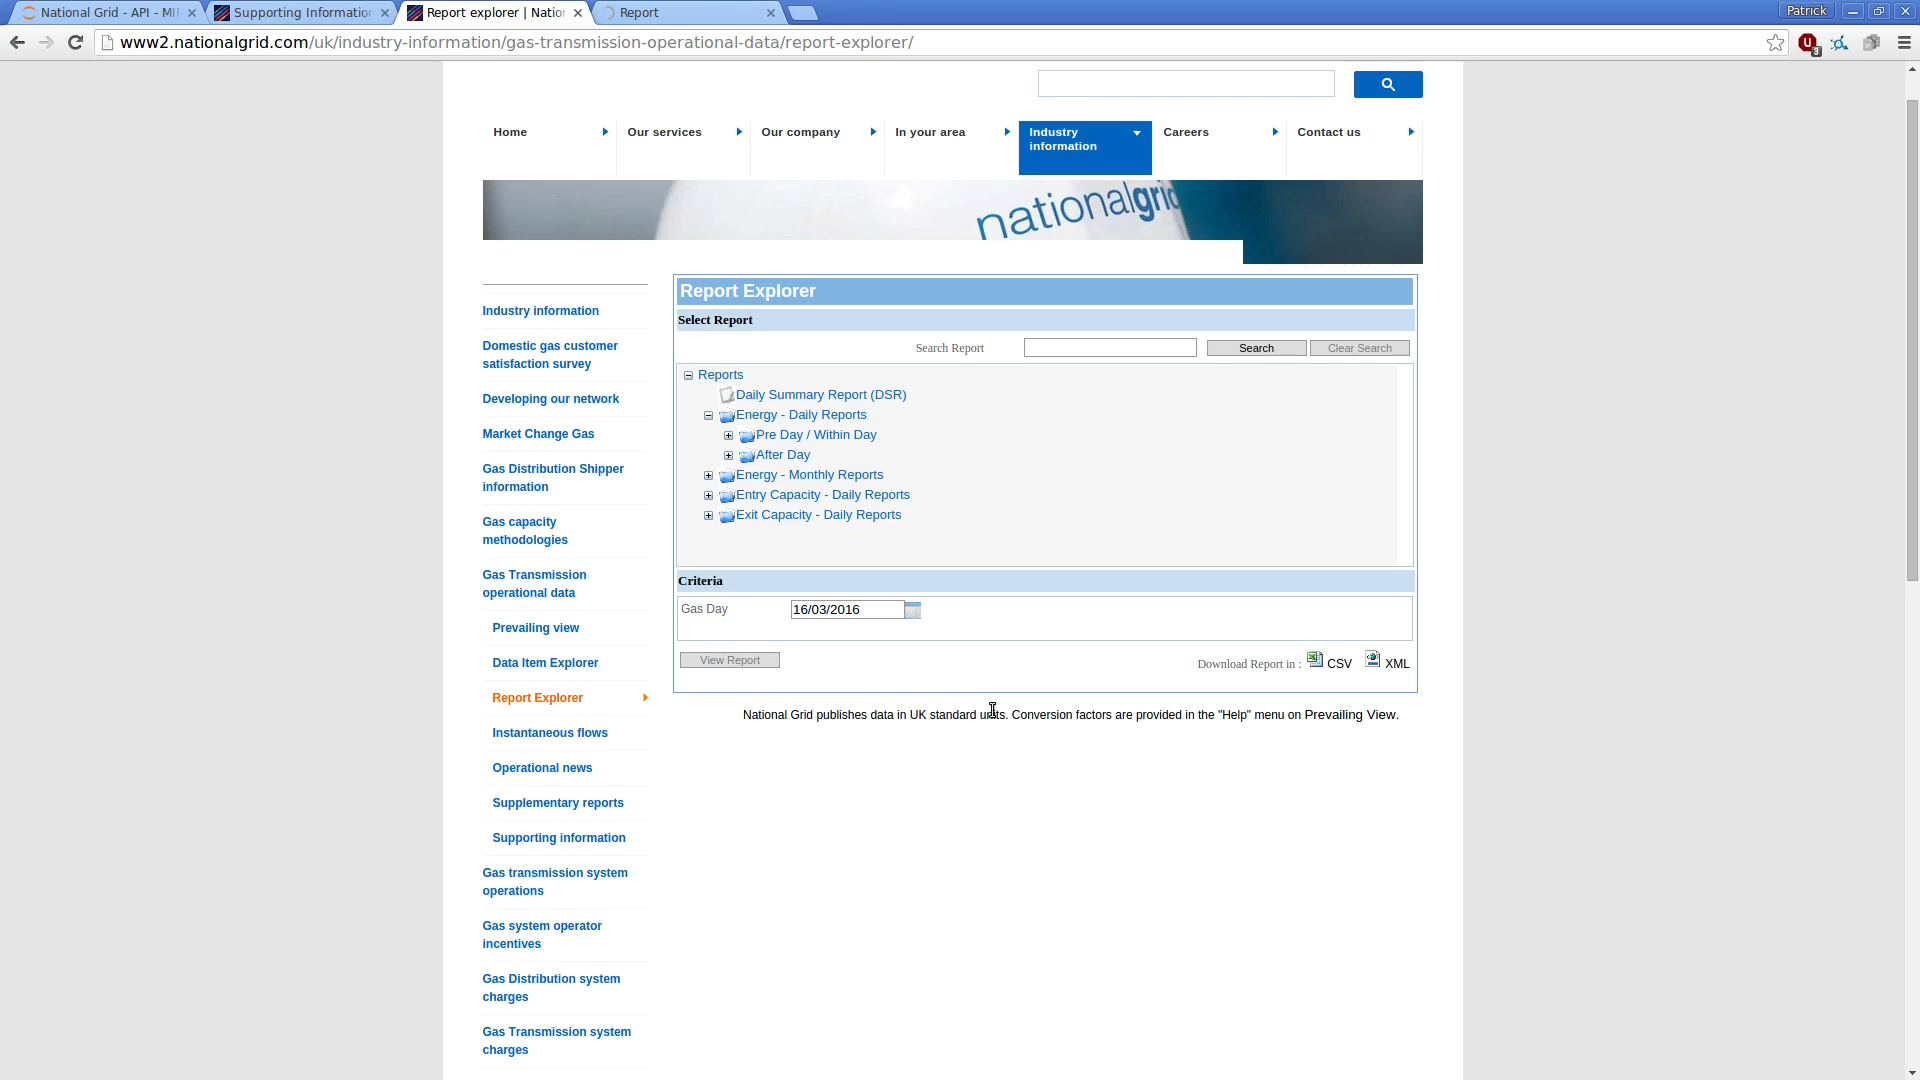 National Grid - API - MI
Supporting Informatio
Report explorer | Natio
Report
Patrick
www2.nationalgrid.com/uk/industry-information/gas-transmission-operational-data/report-explorer/
Home
Our services
Our company
In your area
Industry
information
Careers
Contact us
nationalgrid
Industry information
Domestic gas customer
satisfaction survey
Developing our network
Market Change Gas
Gas Distribution Shipper
information
Gas capacity
methodologies
Gas Transmission
operational data
Prevailing view
Data Item Explorer
Report Explorer
Instantaneous flows
Operational news
Supplementary reports
Supporting information
Gas transmission system
operations
Gas system operator
incentives
Gas Distribution system
charges
Gas Transmission system
charges
Report Explorer
Select Report
Search Report
Search
Clear Search
Reports
Daily Summary Report (DSR)
Energy - Daily Reports
Pre Day / Within Day
After Day
Energy - Monthly Reports
Entry Capacity - Daily Reports
Exit Capacity - Daily Reports
Criteria
Gas Day
16/03/2016
View Report
Download Report in :
CSV
XML
National Grid publishes data in UK standard units. Conversion factors are provided in the "Help" menu on Prevailing View.